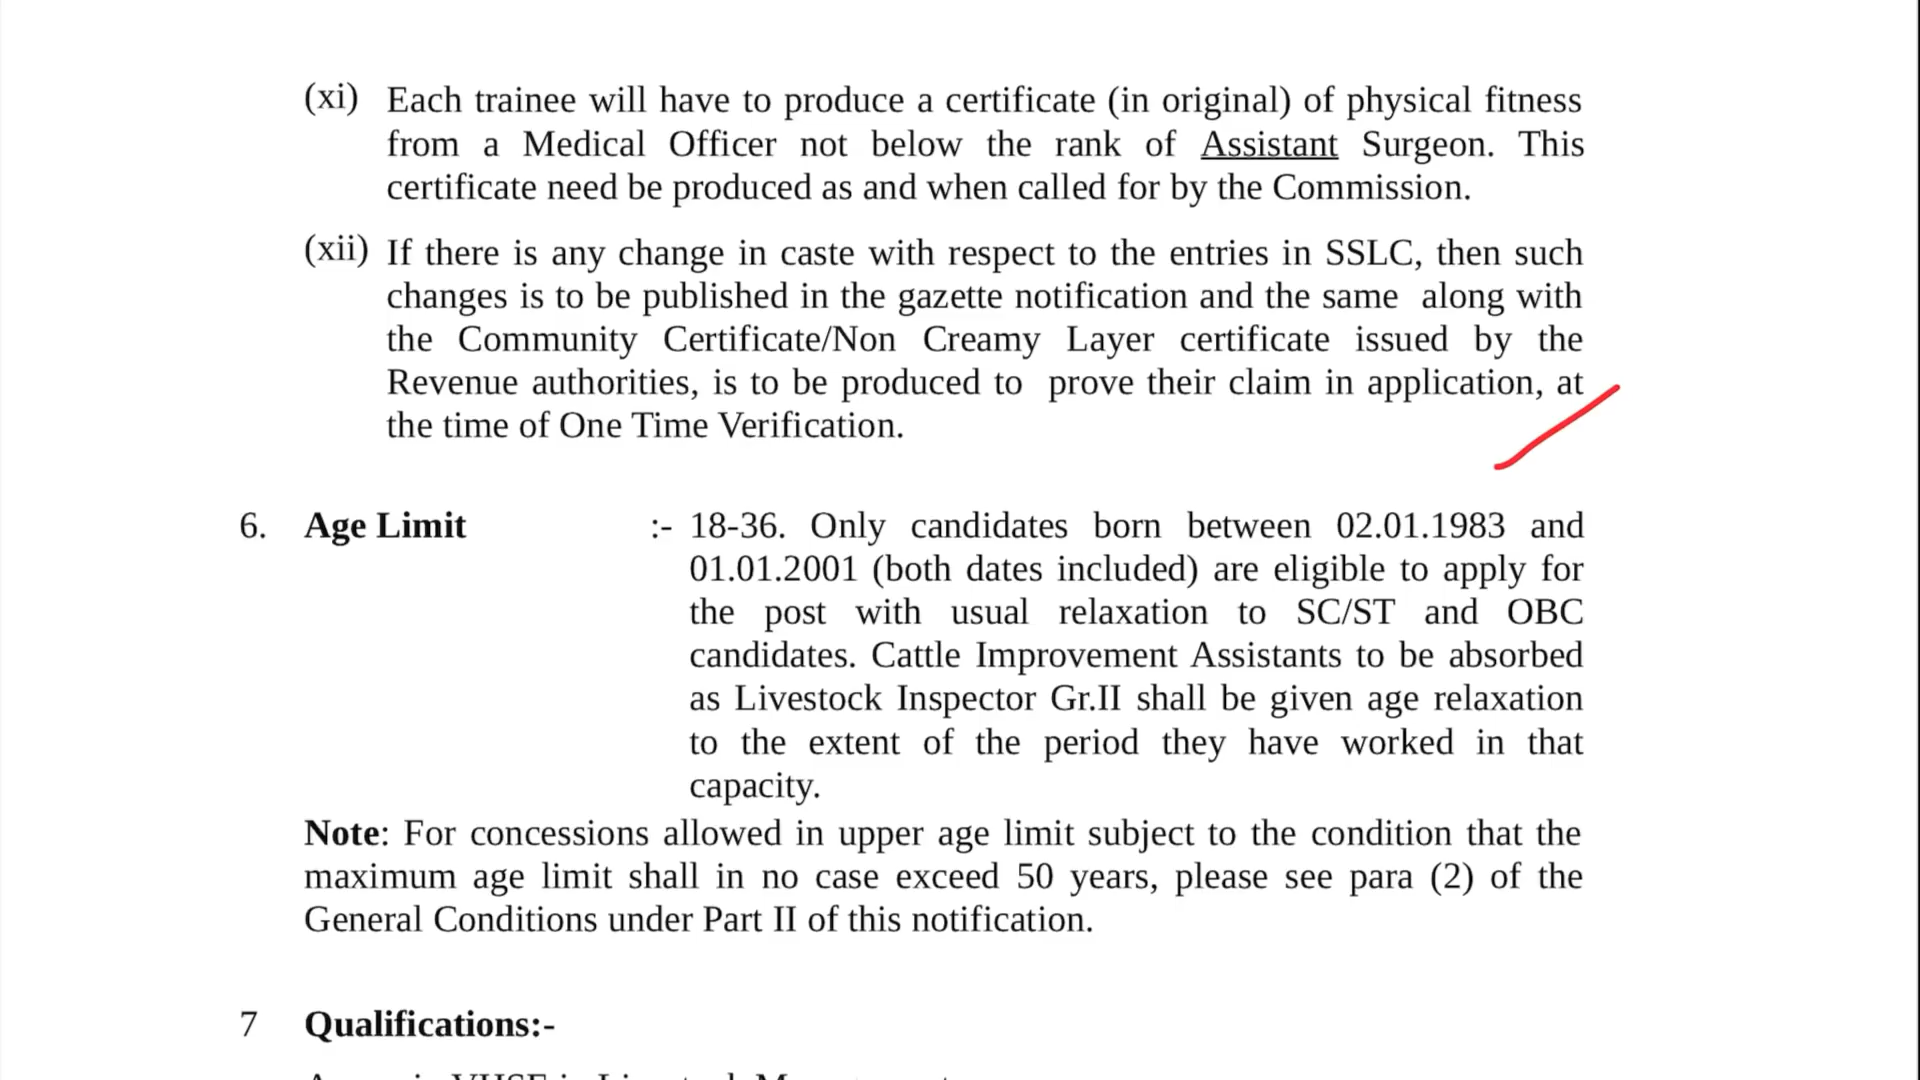 (xi) Each trainee will have to produce a certificate (in original) of physical fitness
from a Medical Officer not below the rank of Assistant Surgeon. This
certificate need be produced as and when called for by the Commission.
(xii) If there is any change in caste with respect to the entries in SSLC, then such
changes is to be published in the gazette notification and the same along with
the Community Certificate/Non Creamy Layer certificate issued by the
Revenue authorities, is to be produced to prove their claim in application, at
the time of One Time Verification.
6. Age Limit :- 18-36. Only candidates born between 02.01.1983 and
01.01.2001 (both dates included) are eligible to apply for
the post with usual relaxation to SC/ST and OBC
candidates. Cattle Improvement Assistants to be absorbed
as Livestock Inspector Gr.II shall be given age relaxation
to the extent of the period they have worked in that
capacity.
Note: For concessions allowed in upper age limit subject to the condition that the
maximum age limit shall in no case exceed 50 years, please see para (2) of the
General Conditions under Part II of this notification.
7 Qualifications:-